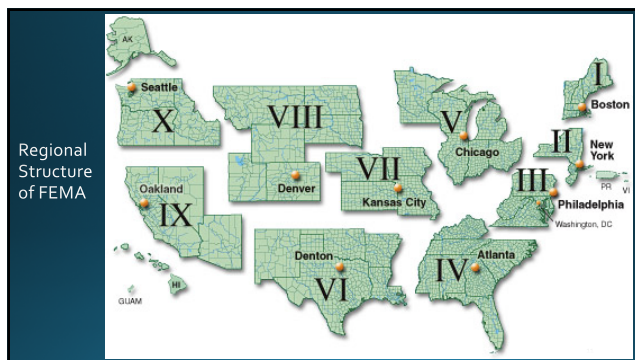 Regional
Structure
of FEMA
AK
Seattle
X
VIII
V
Chicago
I
Boston
II
New
York
PR
VI
III
Philadelphia
Washington, DC
VII
Kansas City
Denver
Oakland
IX
HI
GUAM
Denton
VI
Atlanta
IV